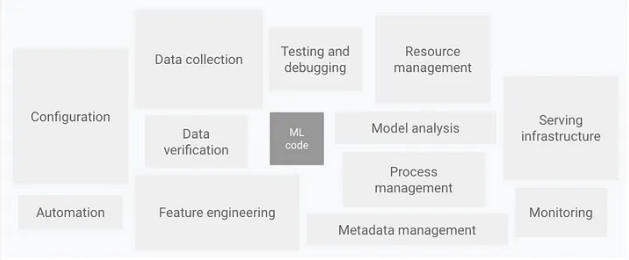 Configuration
Automation
Data collection
Data
verification
Feature engineering
Testing and
debugging
ML
code
Resource
management
Model analysis
Process
management
Metadata management
Serving
infrastructure
Monitoring